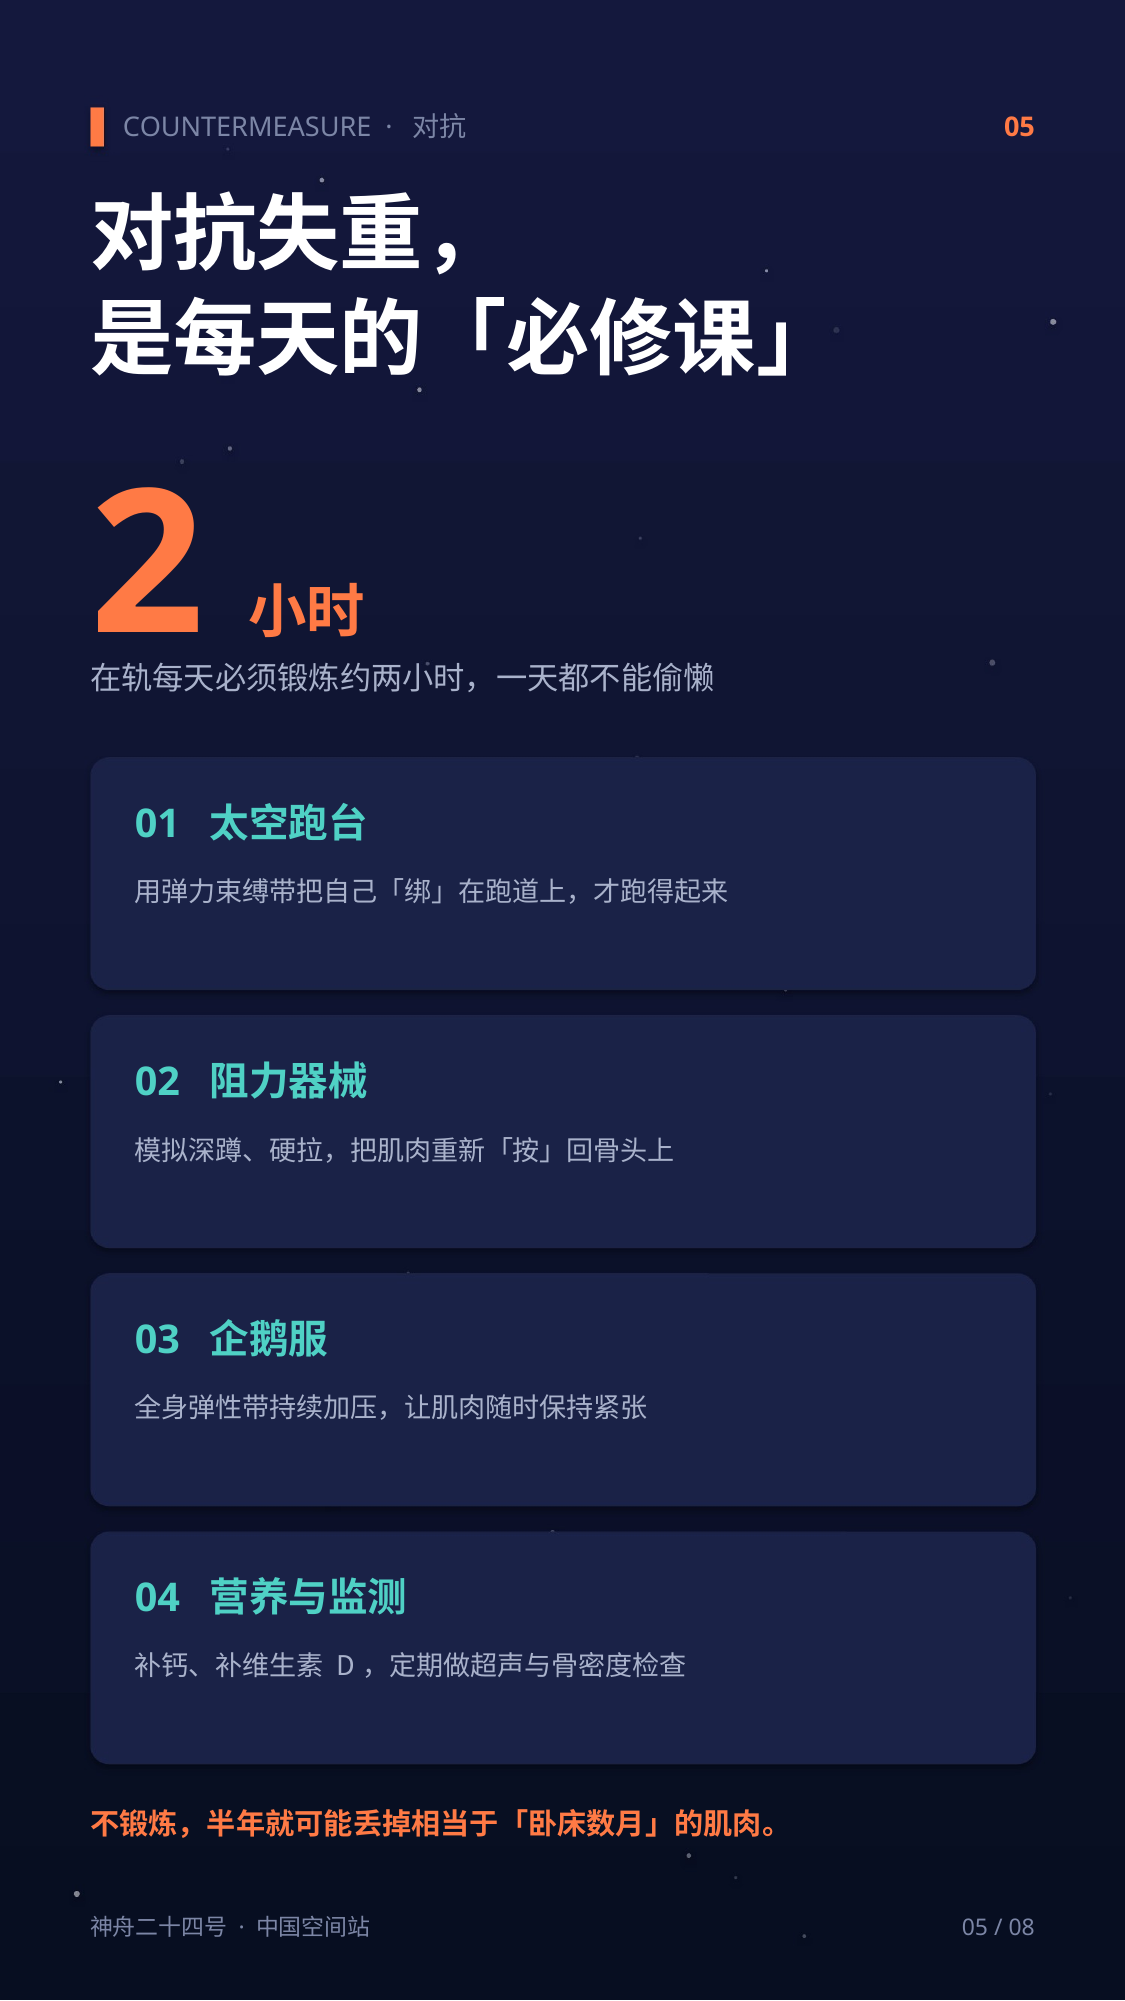 COUNTERMEASURE · 对抗
05
对抗失重，
是每天的「必修课」
2 小时
在轨每天必须锻炼约两小时，一天都不能偷懒
01 太空跑台
用弹力束缚带把自己「绑」在跑道上，才跑得起来
02 阻力器械
模拟深蹲、硬拉，把肌肉重新「按」回骨头上
03 企鹅服
全身弹性带持续加压，让肌肉随时保持紧张
04 营养与监测
补钙、补维生素 D ，定期做超声与骨密度检查
不锻炼，半年就可能丢掉相当于「卧床数月」的肌肉。
神舟二十四号 · 中国空间站
05 / 08